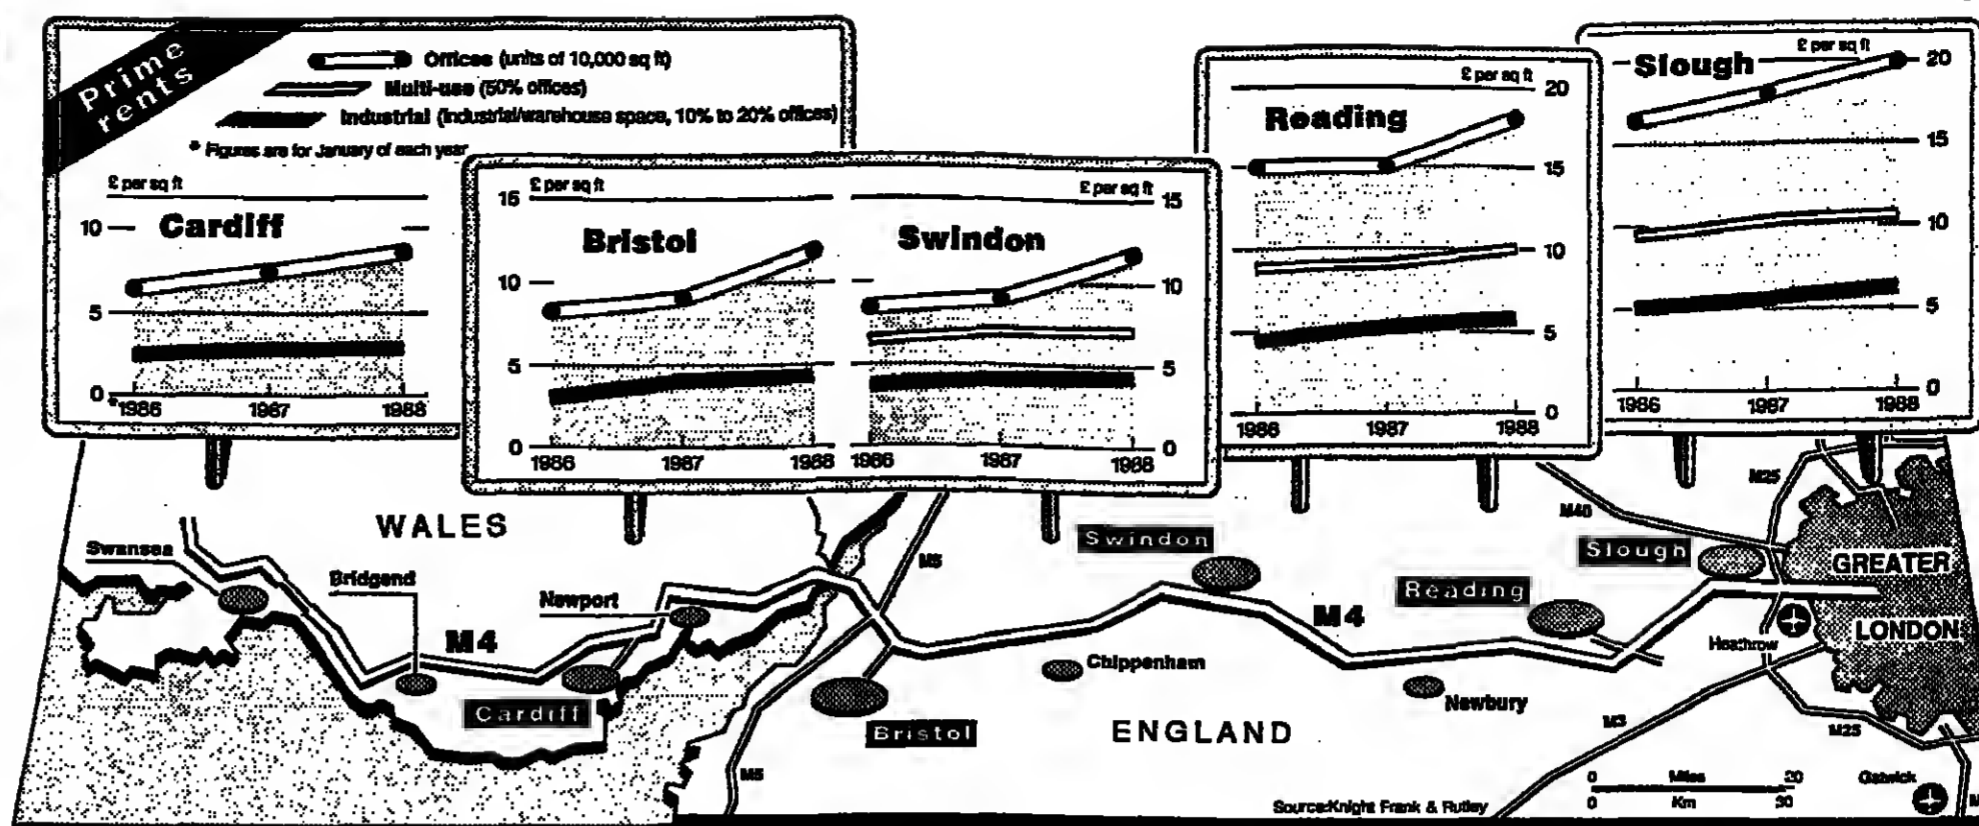 Prime
rents
Offices (units of 10,000 sq ft)
Multi-use (50% offices)
Industrial (industrial/warehouse space, 10% to 20% offices)
* Figures are for January of each year
£ per sq ft
Cardiff
10
5
0
*1986 1987 1988
£ per sq ft
15
Bristol
10
5
0
1986 1987 1988
£ per sq ft
15
Swindon
10
5
0
1986 1987 1988
£ per sq ft
20
Reading
15
10
5
0
1986 1987 1988
£ per sq ft
20
Slough
15
10
5
0
1986 1987 1988
WALES
Swansea
Bridgend
Newport
M4
Cardiff
M5
M5
Bristol
Swindon
Chippenham
ENGLAND
M4
Reading
Newbury
Slough
M40
M25
GREATER
LONDON
Heathrow
M3
M25
Gatwick
0 Miles 20
0 Km 30
Source:Knight Frank & Rutley